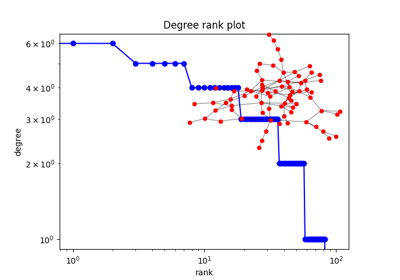 Degree rank plot
6 × 10⁰
4 × 10⁰
3 × 10⁰
2 × 10⁰
10⁰
degree
10⁰ 10¹ 10²
rank